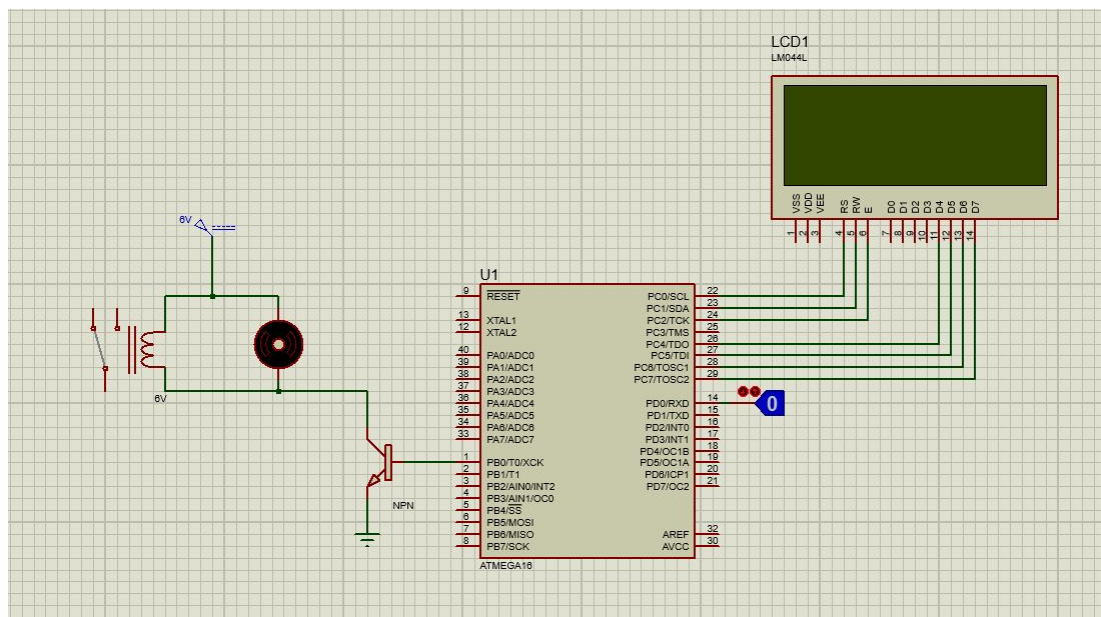 LCD1
LM044L
VSS
VDD
VEE
RS
RW
E
D0
D1
D2
D3
D4
D5
D6
D7
1
2
3
4
5
6
7
8
9
10
11
12
13
14
6V
6V
NPN
U1
9 RESET
13 XTAL1
12 XTAL2
40 PA0/ADC0
39 PA1/ADC1
38 PA2/ADC2
37 PA3/ADC3
36 PA4/ADC4
35 PA5/ADC5
34 PA6/ADC6
33 PA7/ADC7
1 PB0/T0/XCK
2 PB1/T1
3 PB2/AIN0/INT2
4 PB3/AIN1/OC0
5 PB4/SS
6 PB5/MOSI
7 PB6/MISO
8 PB7/SCK
PC0/SCL 22
PC1/SDA 23
PC2/TCK 24
PC3/TMS 25
PC4/TDO 26
PC5/TDI 27
PC6/TOSC1 28
PC7/TOSC2 29
PD0/RXD 14
PD1/TXD 15
PD2/INT0 16
PD3/INT1 17
PD4/OC1B 18
PD5/OC1A 19
PD6/ICP1 20
PD7/OC2 21
AREF 32
AVCC 30
0
ATMEGA16